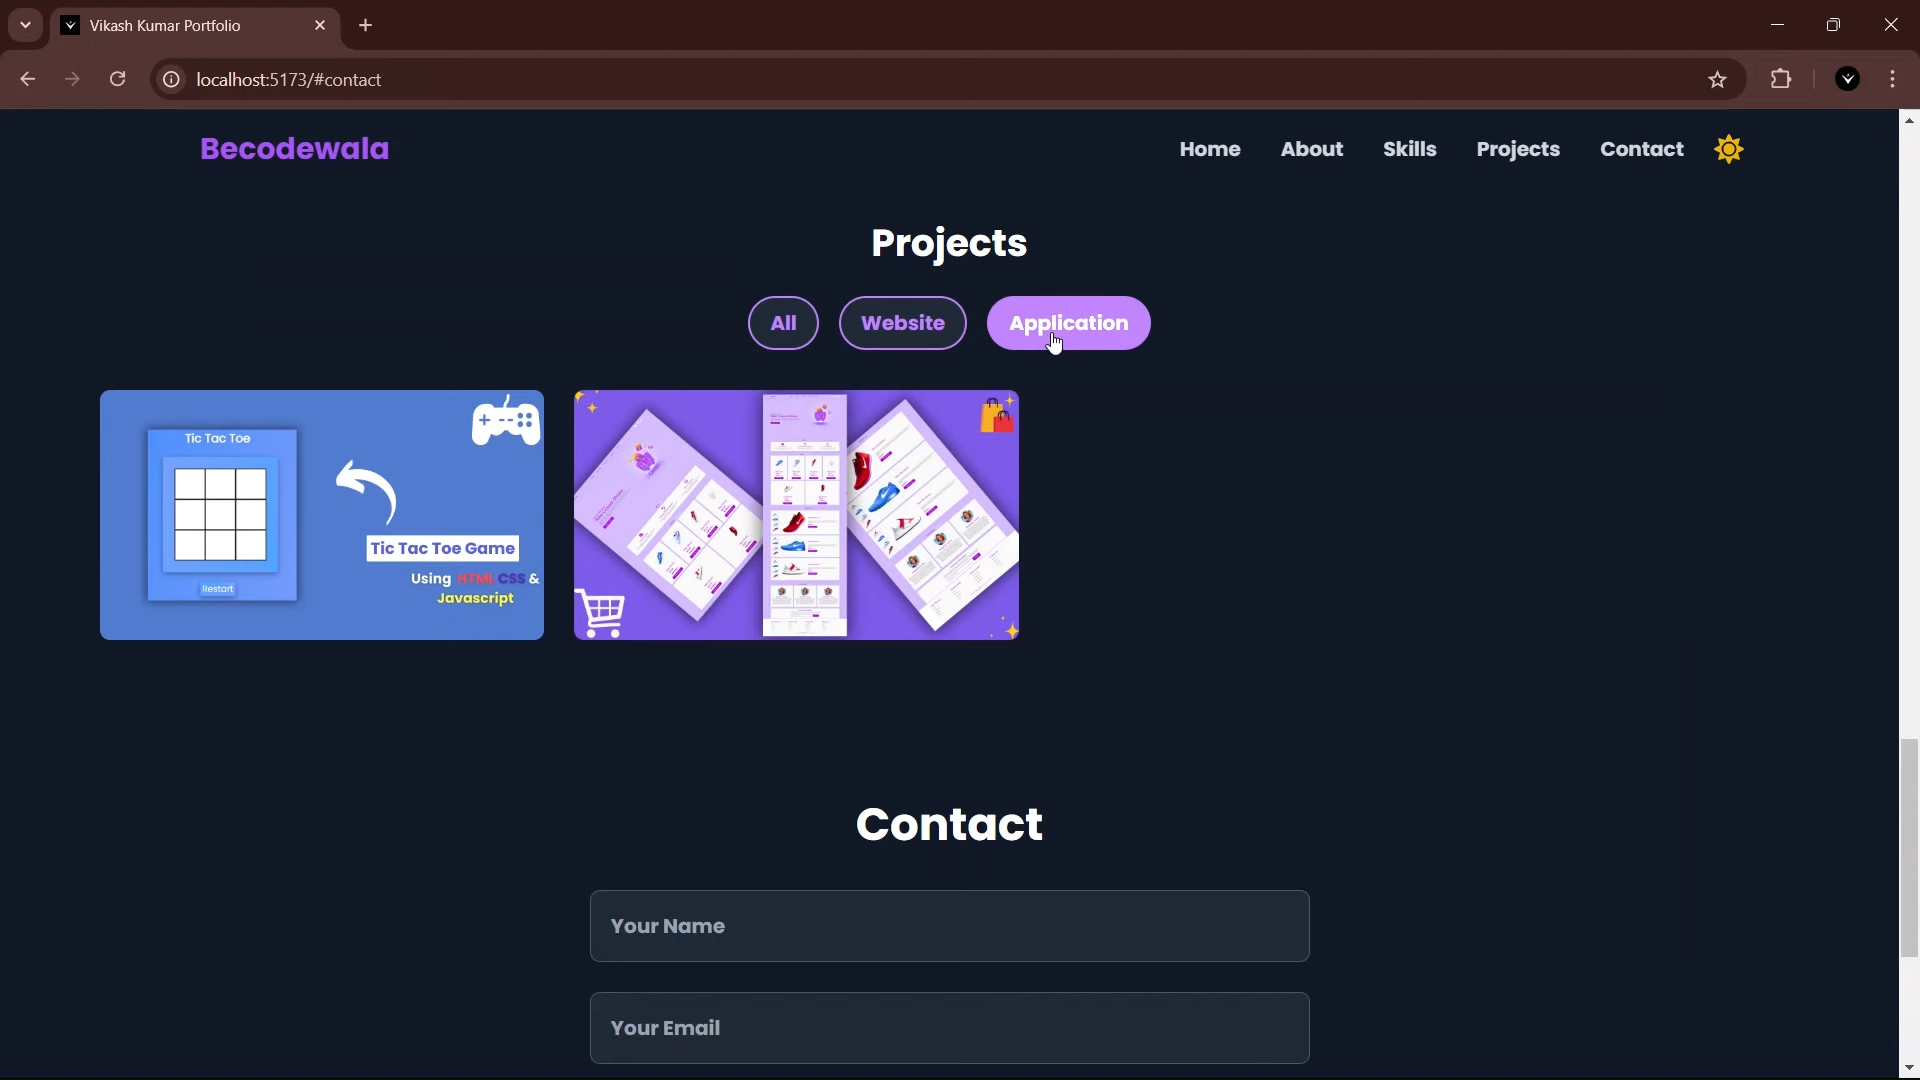 Vikash Kumar Portfolio
localhost:5173/#contact
Becodewala
Home About Skills Projects Contact
Projects
All Website Application
Tic Tac Toe
Tic Tac Toe Game
Using HTML CSS &
Javascript
Restart
Contact
Your Name
Your Email